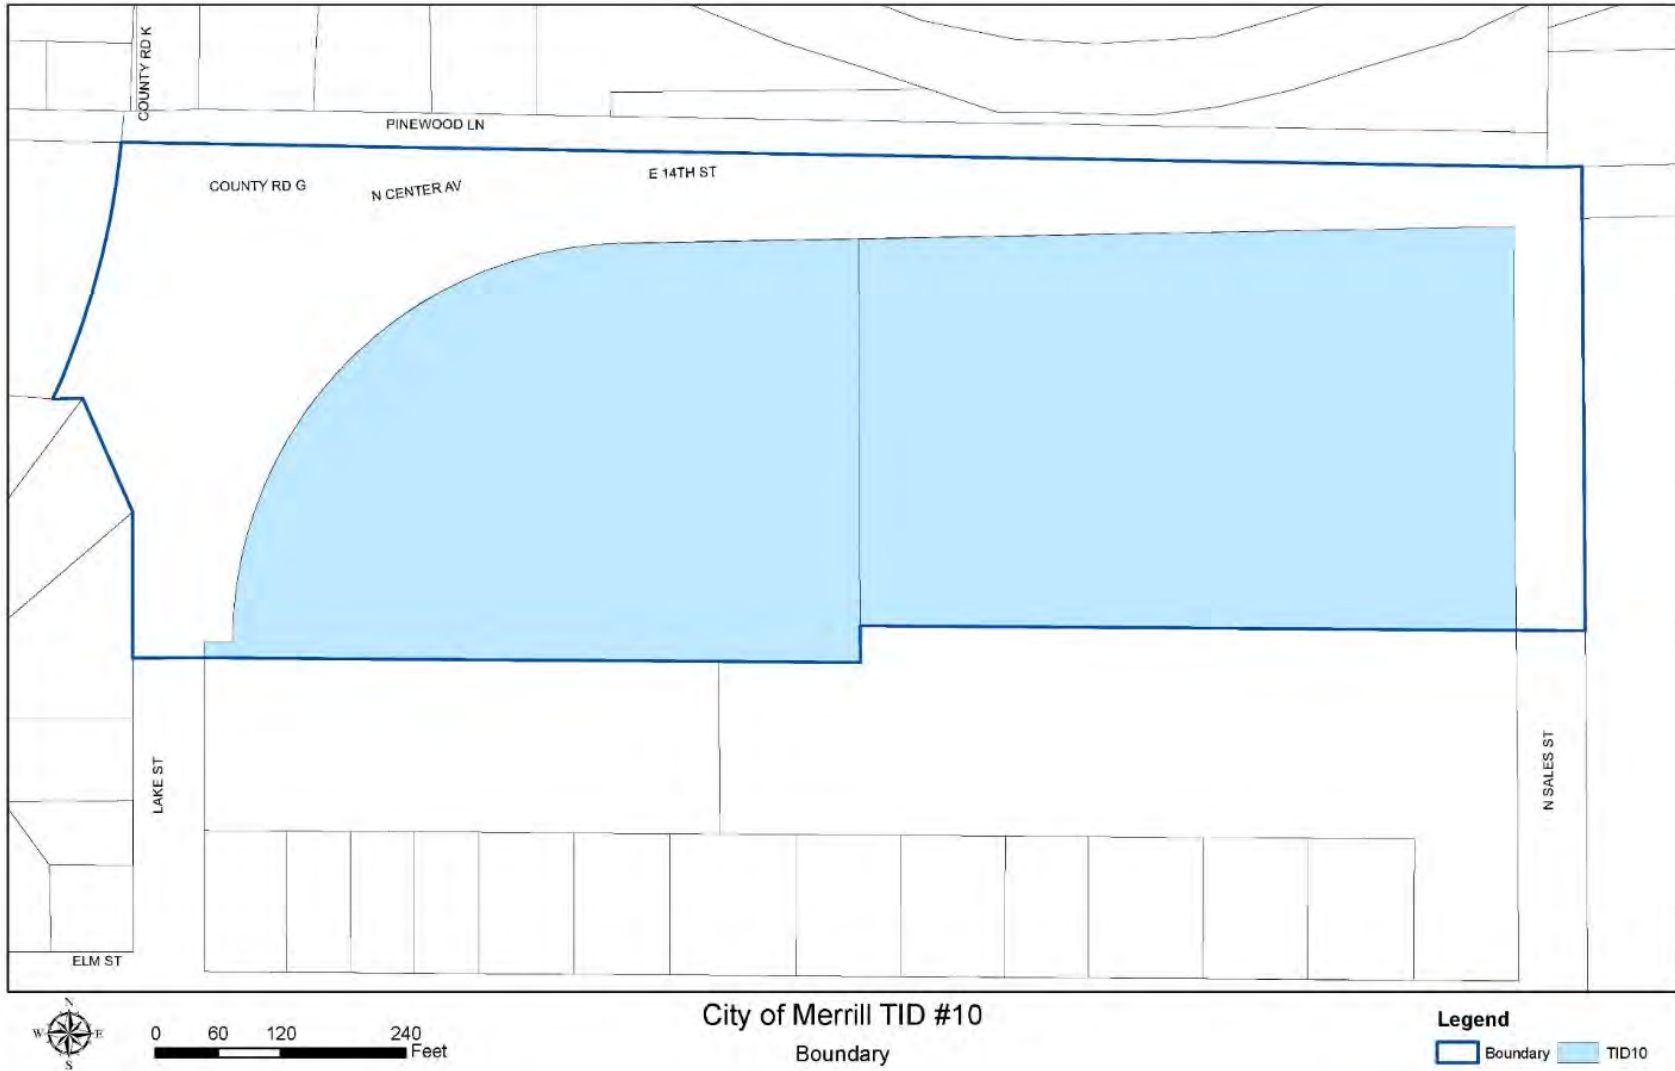 COUNTY RD K
PINEWOOD LN
COUNTY RD G
N CENTER AV
E 14TH ST
LAKE ST
N SALES ST
ELM ST
N
W E
S
0 60 120 240
Feet
City of Merrill TID #10
Boundary
Legend
Boundary TID10